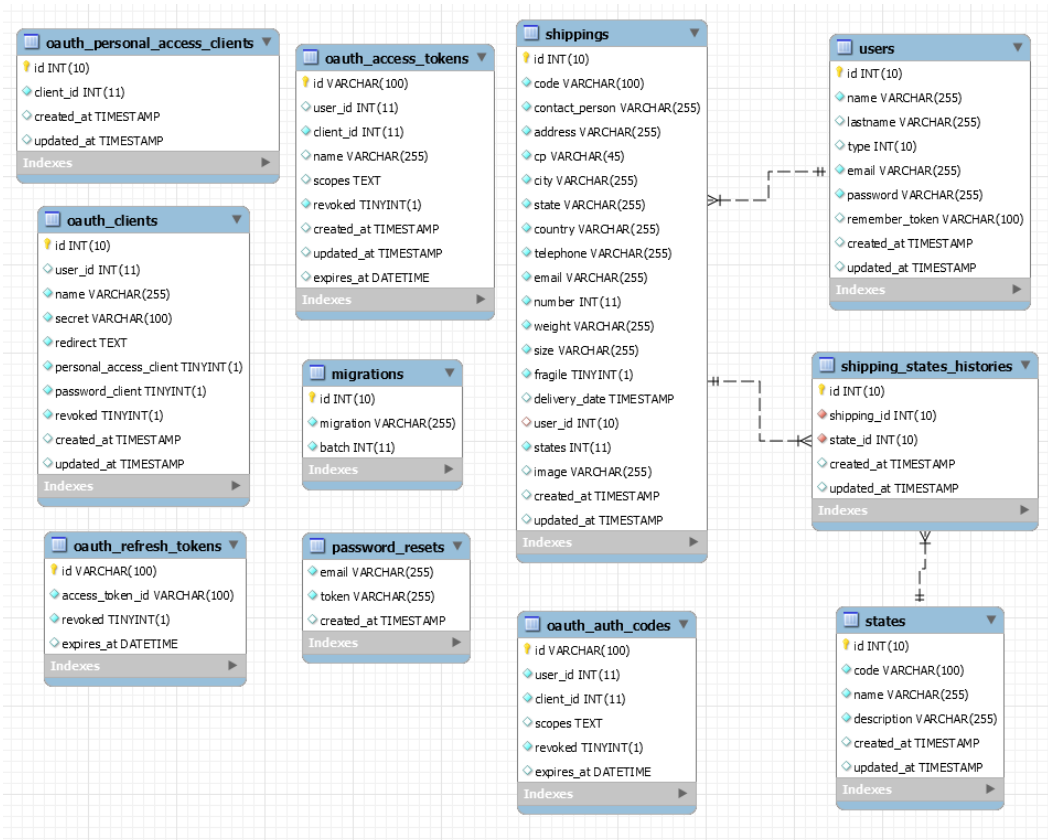 oauth_personal_access_clients
id INT(10)
client_id INT(11)
created_at TIMESTAMP
updated_at TIMESTAMP
Indexes
oauth_access_tokens
id VARCHAR(100)
user_id INT(11)
client_id INT(11)
name VARCHAR(255)
scopes TEXT
revoked TINYINT(1)
created_at TIMESTAMP
updated_at TIMESTAMP
expires_at DATETIME
Indexes
shippings
id INT(10)
code VARCHAR(100)
contact_person VARCHAR(255)
address VARCHAR(255)
cp VARCHAR(45)
city VARCHAR(255)
state VARCHAR(255)
country VARCHAR(255)
telephone VARCHAR(255)
email VARCHAR(255)
number INT(11)
weight VARCHAR(255)
size VARCHAR(255)
fragile TINYINT(1)
delivery_date TIMESTAMP
user_id INT(10)
states INT(11)
image VARCHAR(255)
created_at TIMESTAMP
updated_at TIMESTAMP
Indexes
users
id INT(10)
name VARCHAR(255)
lastname VARCHAR(255)
type INT(10)
email VARCHAR(255)
password VARCHAR(255)
remember_token VARCHAR(100)
created_at TIMESTAMP
updated_at TIMESTAMP
Indexes
oauth_clients
id INT(10)
user_id INT(11)
name VARCHAR(255)
secret VARCHAR(100)
redirect TEXT
personal_access_client TINYINT(1)
password_client TINYINT(1)
revoked TINYINT(1)
created_at TIMESTAMP
updated_at TIMESTAMP
Indexes
migrations
id INT(10)
migration VARCHAR(255)
batch INT(11)
Indexes
shipping_states_histories
id INT(10)
shipping_id INT(10)
state_id INT(10)
created_at TIMESTAMP
updated_at TIMESTAMP
Indexes
oauth_refresh_tokens
id VARCHAR(100)
access_token_id VARCHAR(100)
revoked TINYINT(1)
expires_at DATETIME
Indexes
password_resets
email VARCHAR(255)
token VARCHAR(255)
created_at TIMESTAMP
Indexes
oauth_auth_codes
id VARCHAR(100)
user_id INT(11)
client_id INT(11)
scopes TEXT
revoked TINYINT(1)
expires_at DATETIME
Indexes
states
id INT(10)
code VARCHAR(100)
name VARCHAR(255)
description VARCHAR(255)
created_at TIMESTAMP
updated_at TIMESTAMP
Indexes